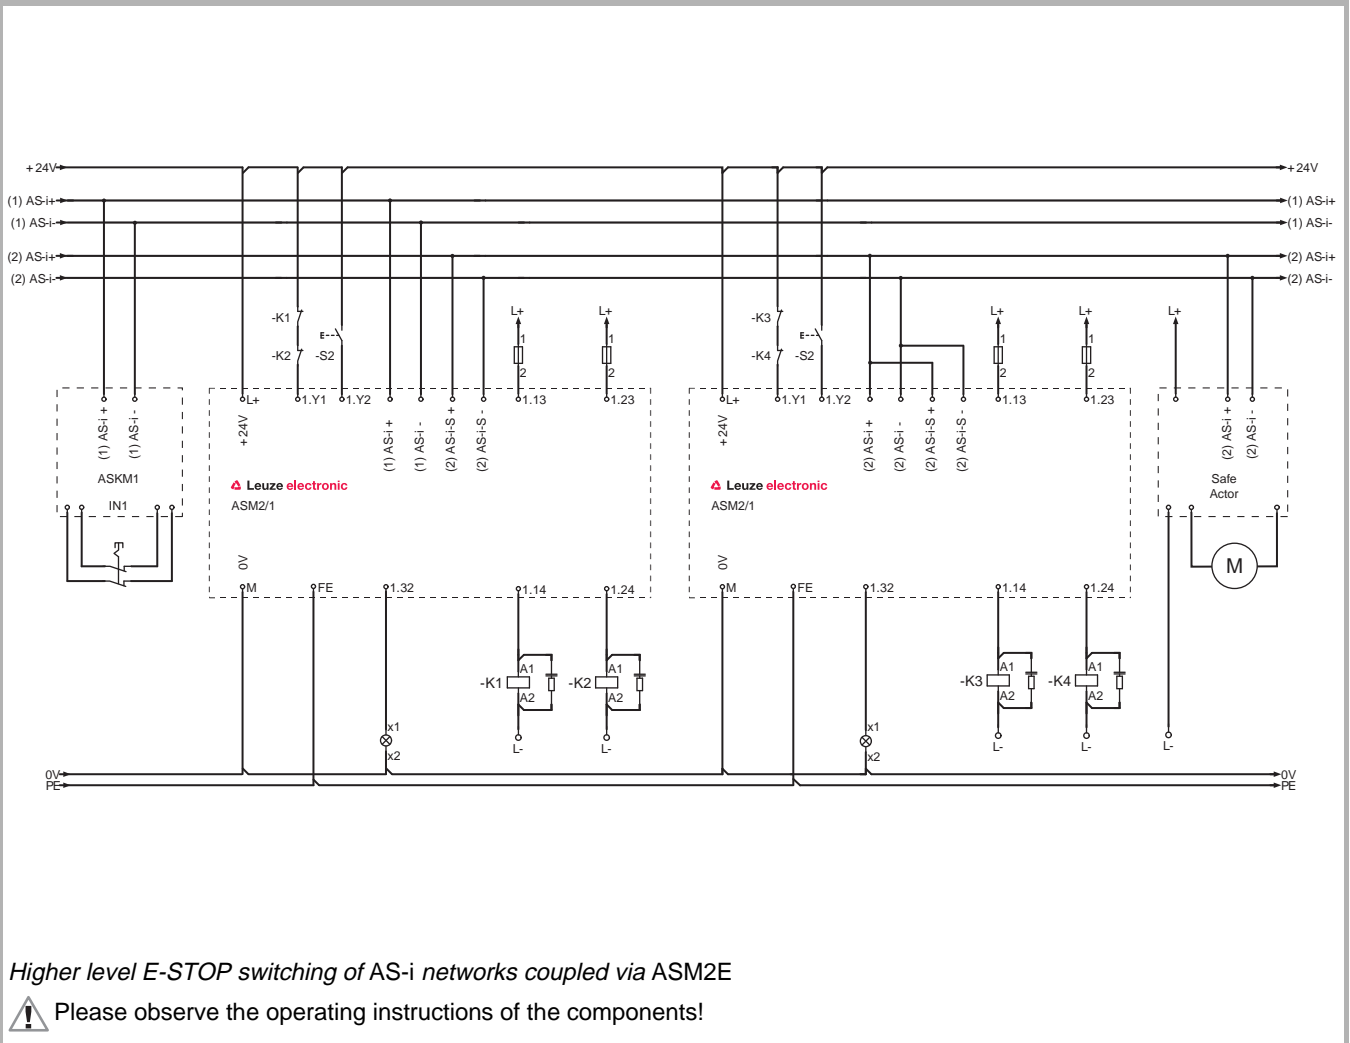 +24V +24V
(1) AS-i+ (1) AS-i+
(1) AS-i- (1) AS-i-
(2) AS-i+ (2) AS-i+
(2) AS-i- (2) AS-i-
L+ L+ L+ L+ L+
-K1 -K3
1 1 1 1
E E
-K2 -S2 -K4 -S2
2 2 2 2
L+ 1.Y1 1.Y2 1.13 1.23
+24V
(1) AS-i +
(1) AS-i -
(2) AS-i-S +
(2) AS-i-S -
L+ 1.Y1 1.Y2 1.13 1.23
+24V
(2) AS-i +
(2) AS-i -
(2) AS-i-S +
(2) AS-i-S -
(1) AS-i +
(1) AS-i -
ASKM1
IN1
(2) AS-i +
(2) AS-i -
Safe
Actor
M
Leuze electronic
ASM2/1
Leuze electronic
ASM2/1
0V
M FE 1.32 1.14 1.24
0V
M FE 1.32 1.14 1.24
A1 A1 A1 A1
-K1 -K2 -K3 -K4
A2 A2 A2 A2
x1 x1
L- L- L- L- L-
x2 x2
0V 0V
PE PE
Higher level E-STOP switching of AS-i networks coupled via ASM2E
Please observe the operating instructions of the components!